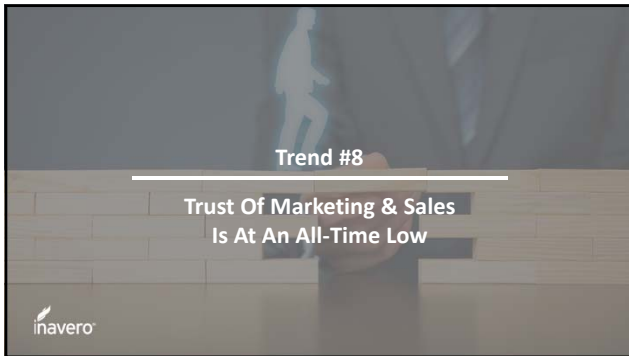 Trend #8
Trust Of Marketing & Sales
Is At An All-Time Low
inavero